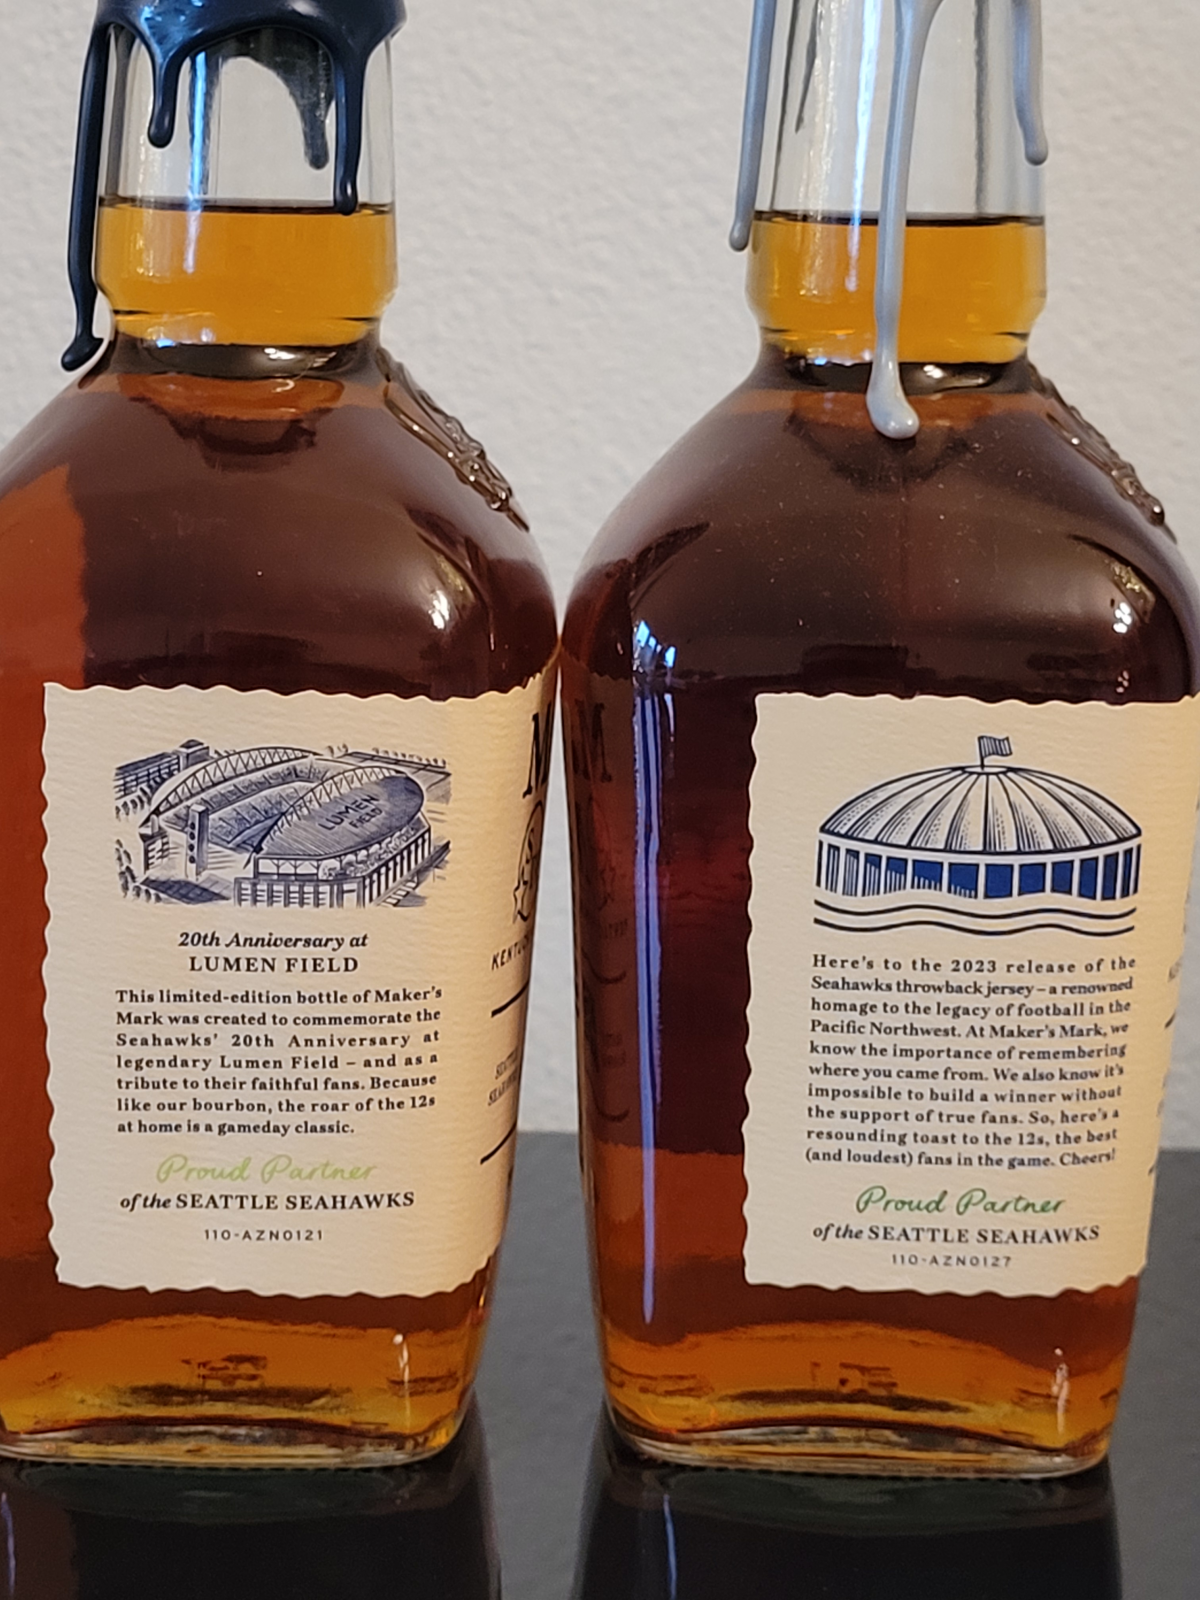 LUMEN
FIELD
20th Anniversary at
LUMEN FIELD
This limited-edition bottle of Maker's
Mark was created to commemorate the
Seahawks' 20th Anniversary at
legendary Lumen Field – and as a
tribute to their faithful fans. Because
like our bourbon, the roar of the 12s
at home is a gameday classic.
Proud Partner
of the SEATTLE SEAHAWKS
110-AZN0121
Here's to the 2023 release of the
Seahawks throwback jersey – a renowned
homage to the legacy of football in the
Pacific Northwest. At Maker's Mark, we
know the importance of remembering
where you came from. We also know it's
impossible to build a winner without
the support of true fans. So, here's a
resounding toast to the 12s, the best
(and loudest) fans in the game. Cheers!
Proud Partner
of the SEATTLE SEAHAWKS
110-AZN0127